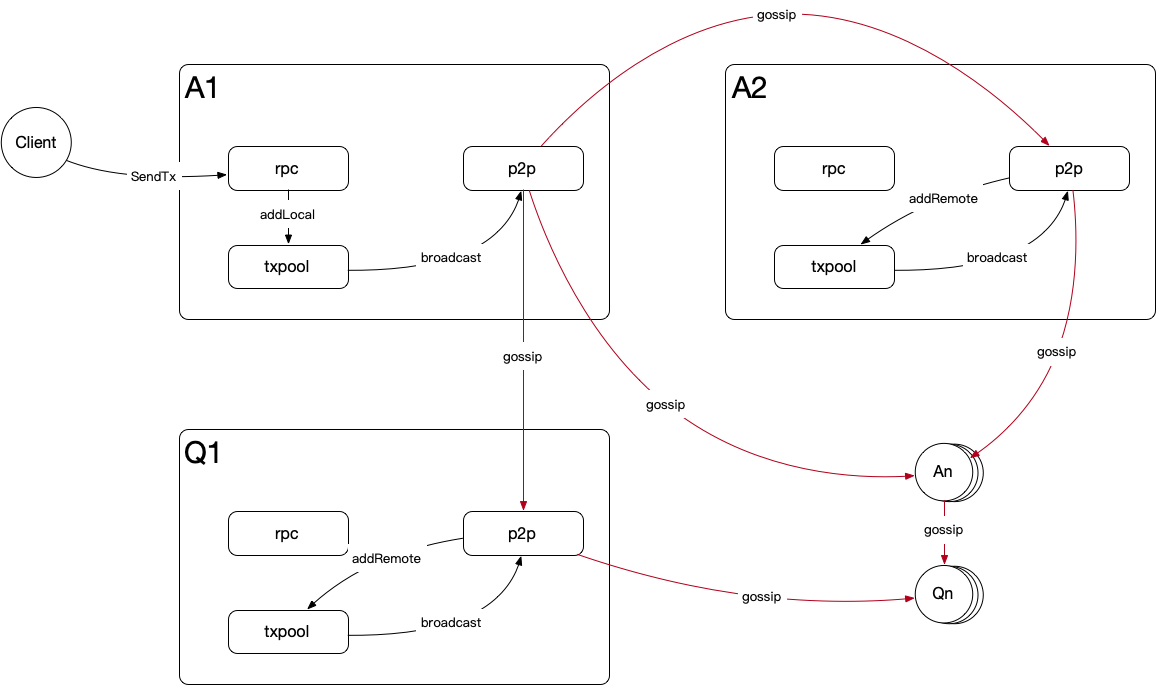 gossip
A1
A2
Client
rpc
p2p
rpc
p2p
SendTx
addLocal
addRemote
txpool
broadcast
txpool
broadcast
gossip
gossip
gossip
Q1
An
rpc
p2p
gossip
addRemote
Qn
gossip
txpool
broadcast